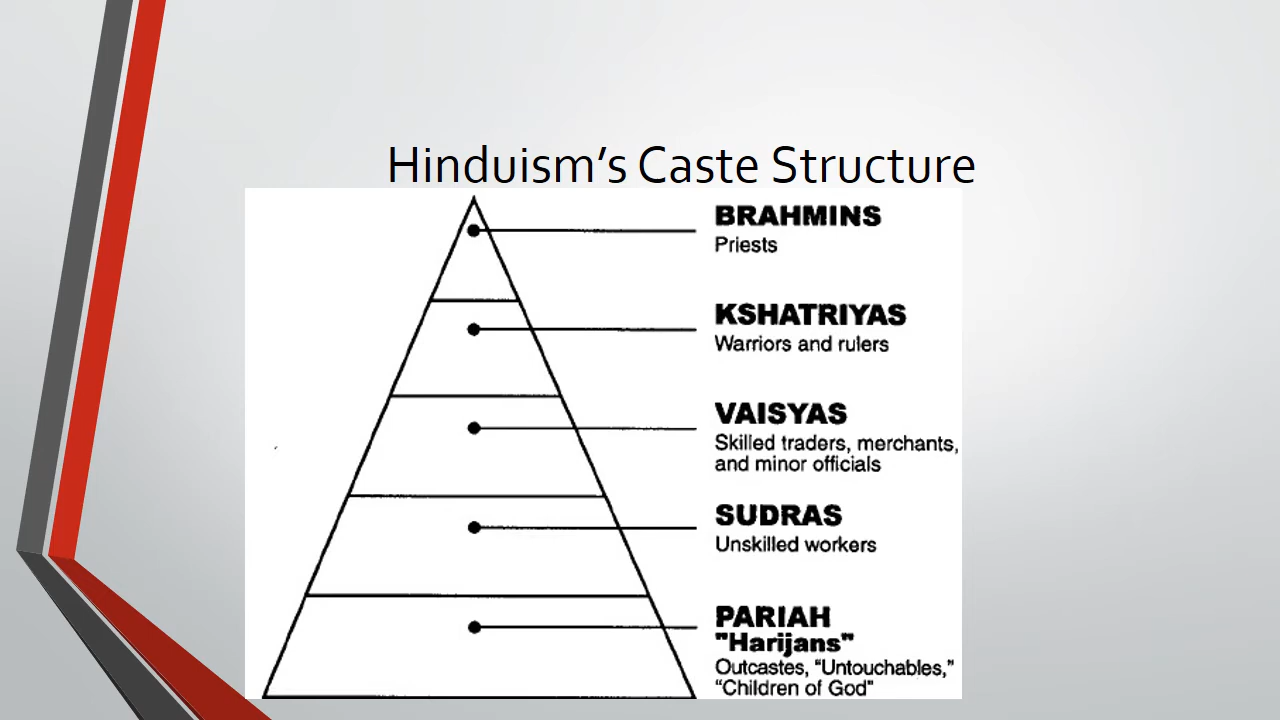 Hinduism’s Caste Structure
BRAHMINS
Priests
KSHATRIYAS
Warriors and rulers
VAISYAS
Skilled traders, merchants,
and minor officials
SUDRAS
Unskilled workers
PARIAH
"Harijans"
Outcastes, “Untouchables,”
“Children of God”